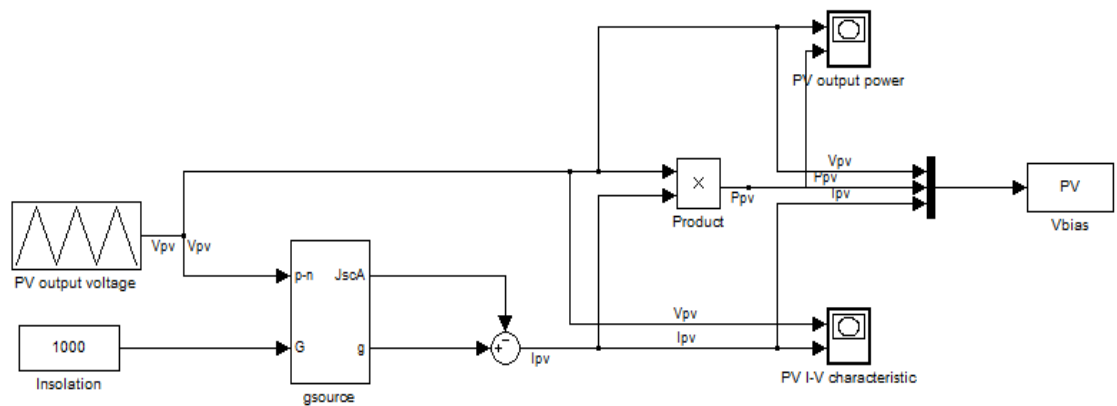 PV output power
Vpv
Ppv
Ipv
X
Ppv
Product
PV
Vbias
Vpv Vpv
PV output voltage
p-n
JscA
G
g
gsource
1000
Insolation
+
−
Ipv
Vpv
Ipv
PV I-V characteristic